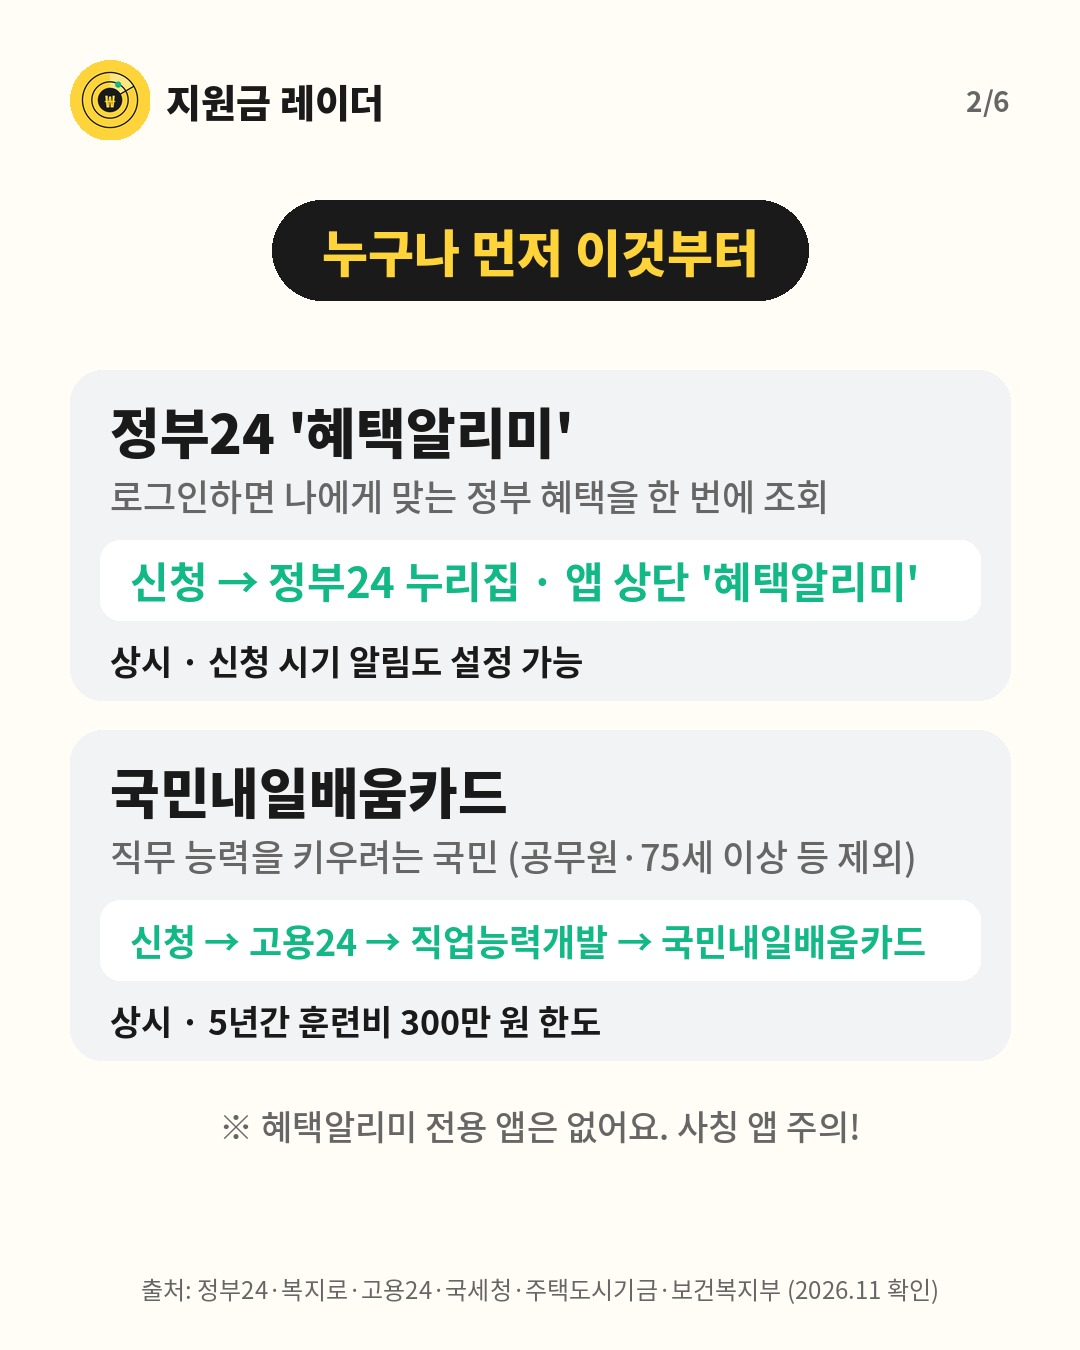 ₩
지원금 레이더
2/6
누구나 먼저 이것부터
정부24 '혜택알리미'
로그인하면 나에게 맞는 정부 혜택을 한 번에 조회
신청 → 정부24 누리집 · 앱 상단 '혜택알리미'
상시 · 신청 시기 알림도 설정 가능
국민내일배움카드
직무 능력을 키우려는 국민 (공무원·75세 이상 등 제외)
신청 → 고용24 → 직업능력개발 → 국민내일배움카드
상시 · 5년간 훈련비 300만 원 한도
※ 혜택알리미 전용 앱은 없어요. 사칭 앱 주의!
출처: 정부24·복지로·고용24·국세청·주택도시기금·보건복지부 (2026.11 확인)